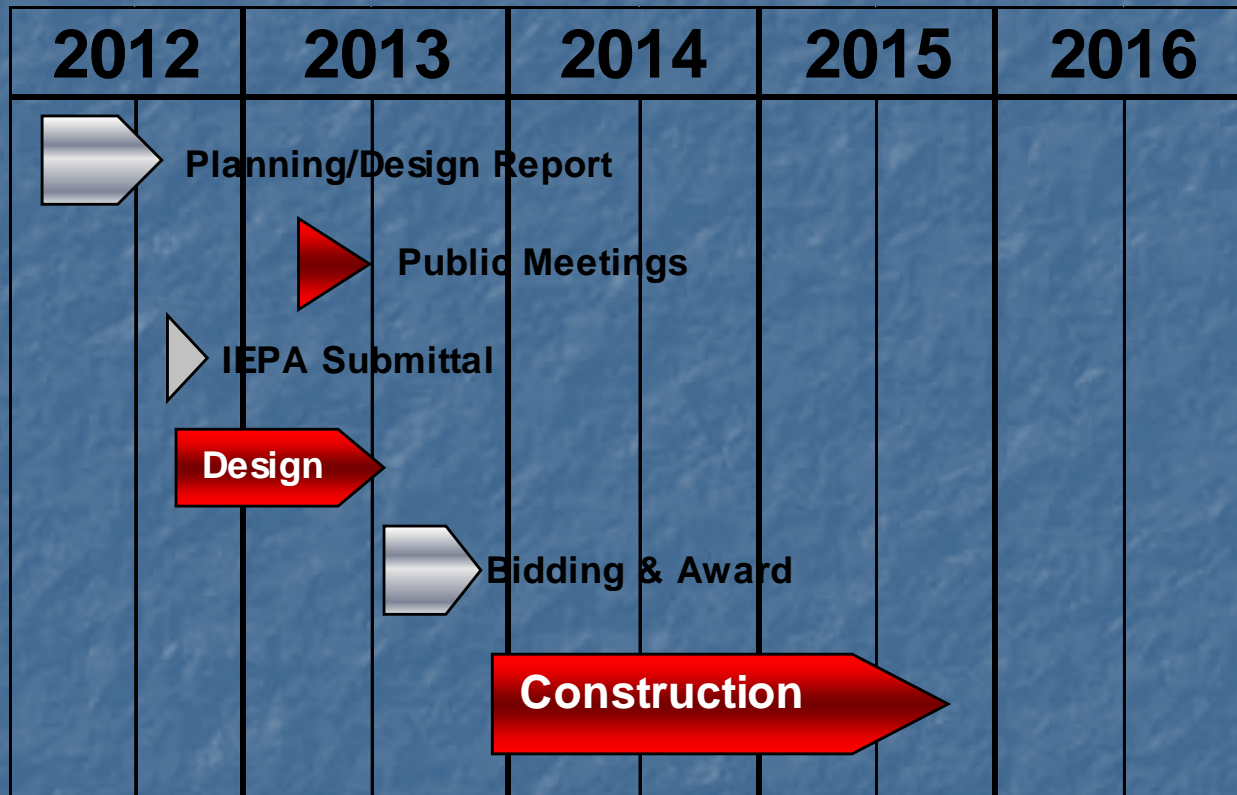 2012 2013 2014 2015 2016
Planning/Design Report
Public Meetings
IEPA Submittal
Design
Bidding & Award
Construction